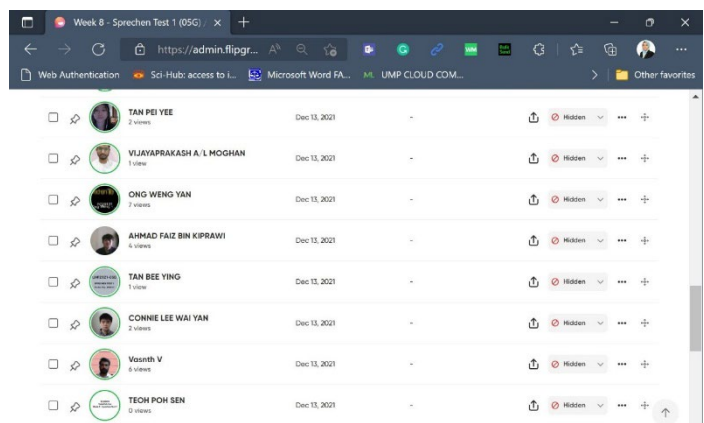 Week 8 - Sprechen Test 1 (05G) /
https://admin.flipgr...
Web Authentication Sci-Hub: access to i... Microsoft Word FA... UMP CLOUD COM... Other favorites
TAN PEI YEE Dec 13, 2021 - Hidden
2 views
VIJAYAPRAKASH A/L MOGHAN Dec 13, 2021 - Hidden
1 view
ONG WENG YAN Dec 13, 2021 - Hidden
7 views
AHMAD FAIZ BIN KIPRAWI Dec 13, 2021 - Hidden
4 views
TAN BEE YING Dec 13, 2021 - Hidden
1 view
CONNIE LEE WAI YAN Dec 13, 2021 - Hidden
2 views
Vasnth V Dec 13, 2021 - Hidden
6 views
TEOH POH SEN Dec 13, 2021 - Hidden
0 views